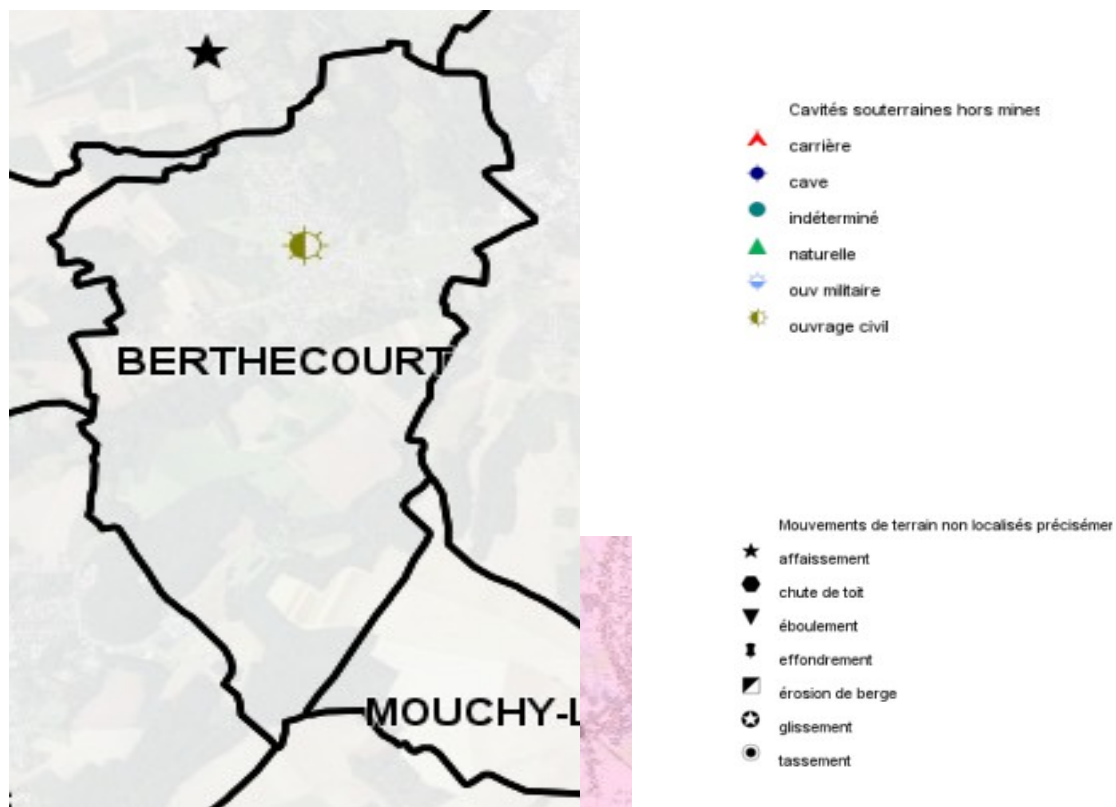 BERTHECOURT
MOUCHY-L
Cavités souterraines hors mines
carrière
cave
indéterminé
naturelle
ouv militaire
ouvrage civil
Mouvements de terrain non localisés précisémer
affaissement
chute de toit
éboulement
effondrement
érosion de berge
glissement
tassement